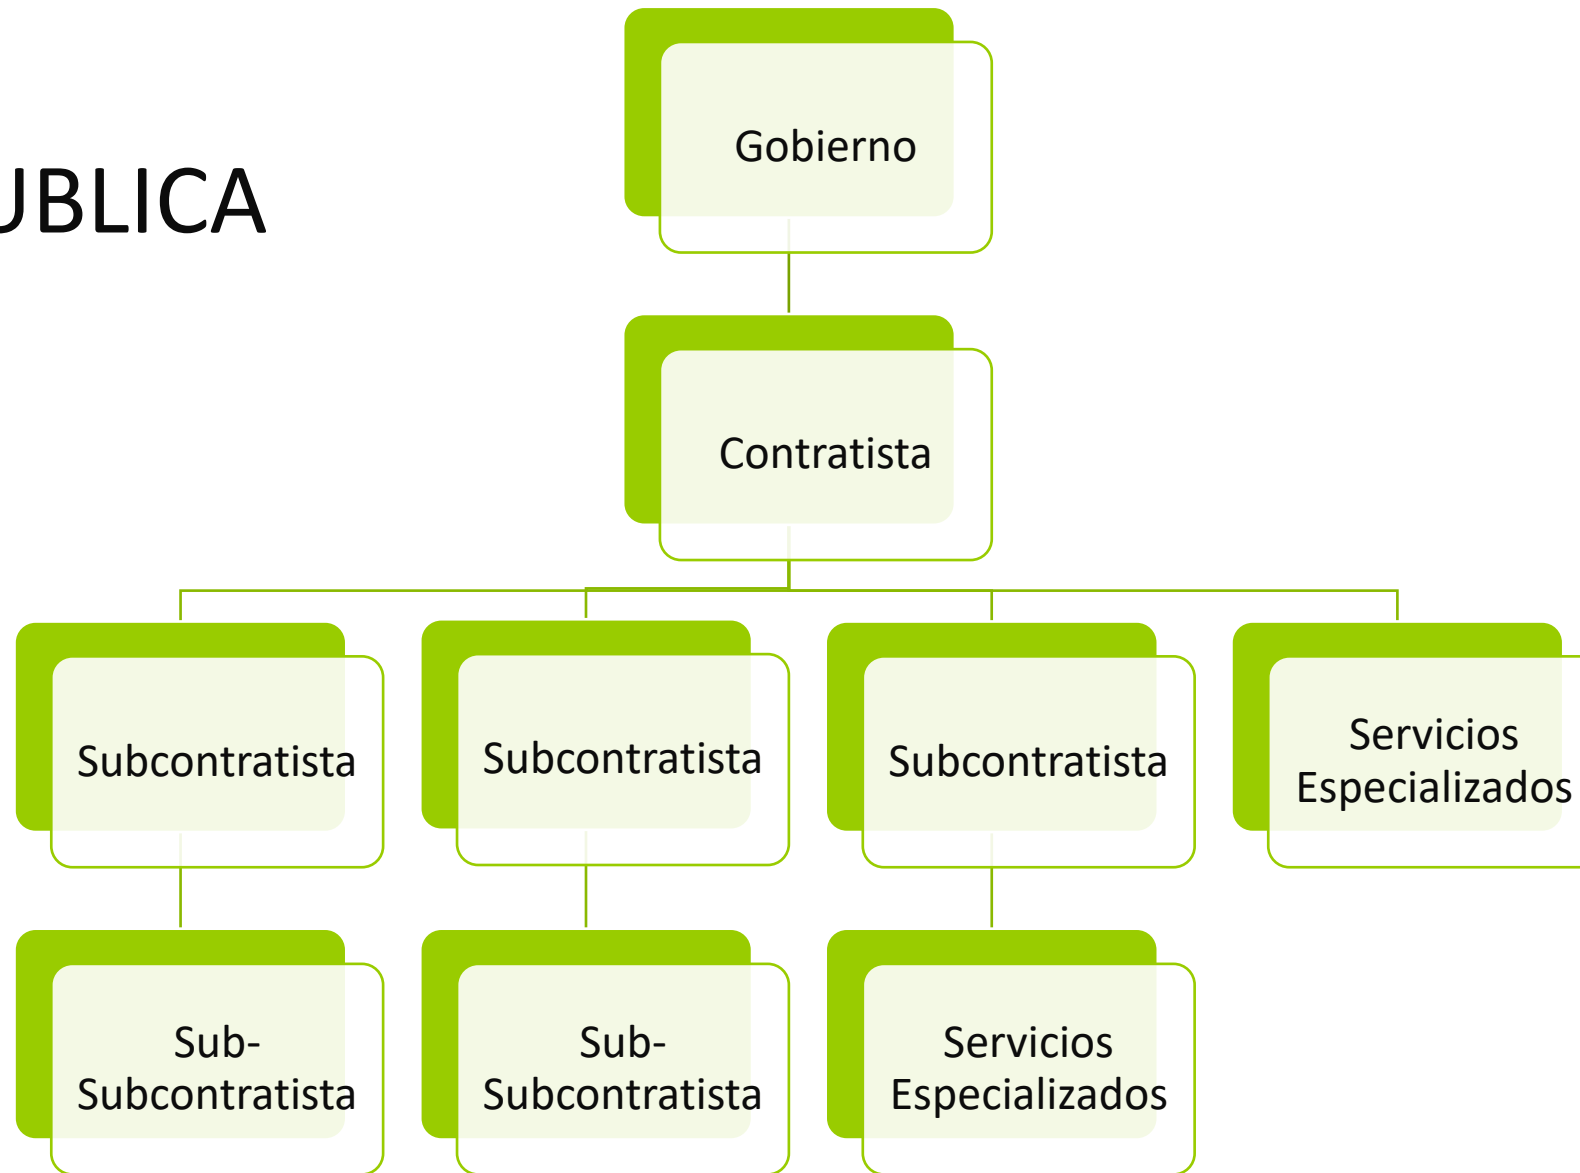 UBLICA
Gobierno
Contratista
Subcontratista
Subcontratista
Subcontratista
Servicios
Especializados
Sub-
Subcontratista
Sub-
Subcontratista
Servicios
Especializados